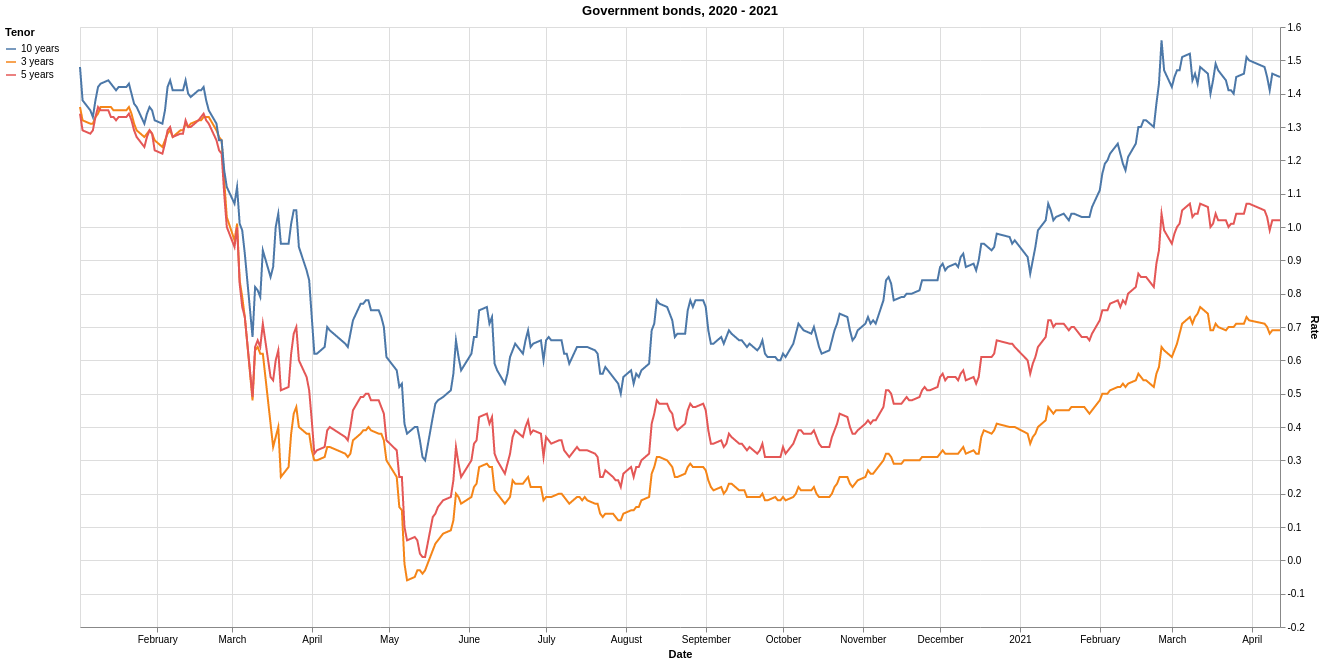 Government bonds, 2020 - 2021
Tenor
10 years
3 years
5 years
1.6
1.5
1.4
1.3
1.2
1.1
1.0
0.9
0.8
0.7
0.6
0.5
0.4
0.3
0.2
0.1
0.0
-0.1
-0.2
Rate
February March April May June July August September October November December 2021 February March April
Date